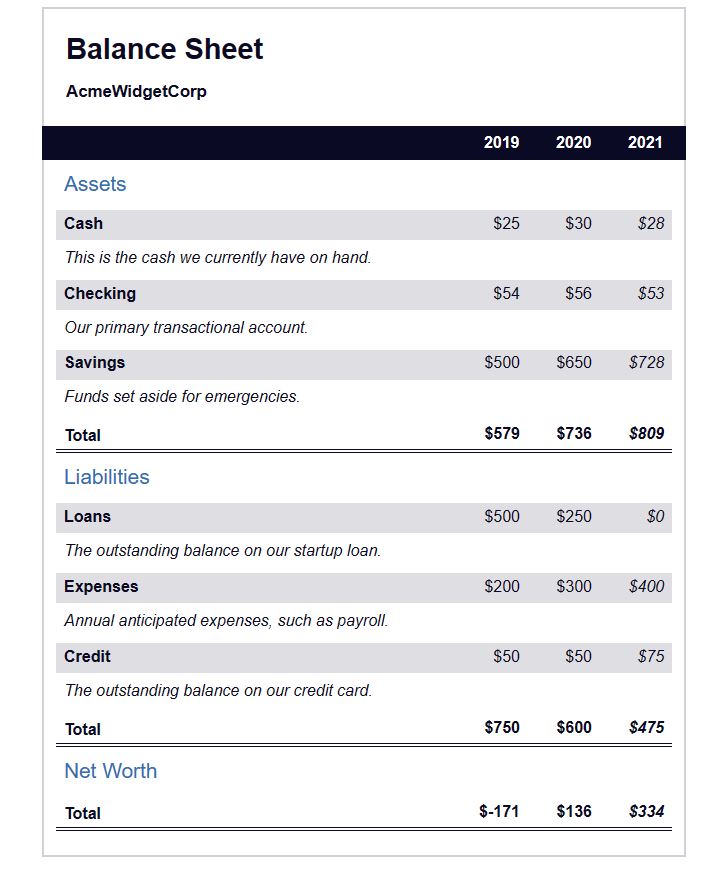 Balance Sheet
AcmeWidgetCorp
2019 2020 2021
Assets
Cash $25 $30 $28
This is the cash we currently have on hand.
Checking $54 $56 $53
Our primary transactional account.
Savings $500 $650 $728
Funds set aside for emergencies.
Total $579 $736 $809
Liabilities
Loans $500 $250 $0
The outstanding balance on our startup loan.
Expenses $200 $300 $400
Annual anticipated expenses, such as payroll.
Credit $50 $50 $75
The outstanding balance on our credit card.
Total $750 $600 $475
Net Worth
Total $-171 $136 $334